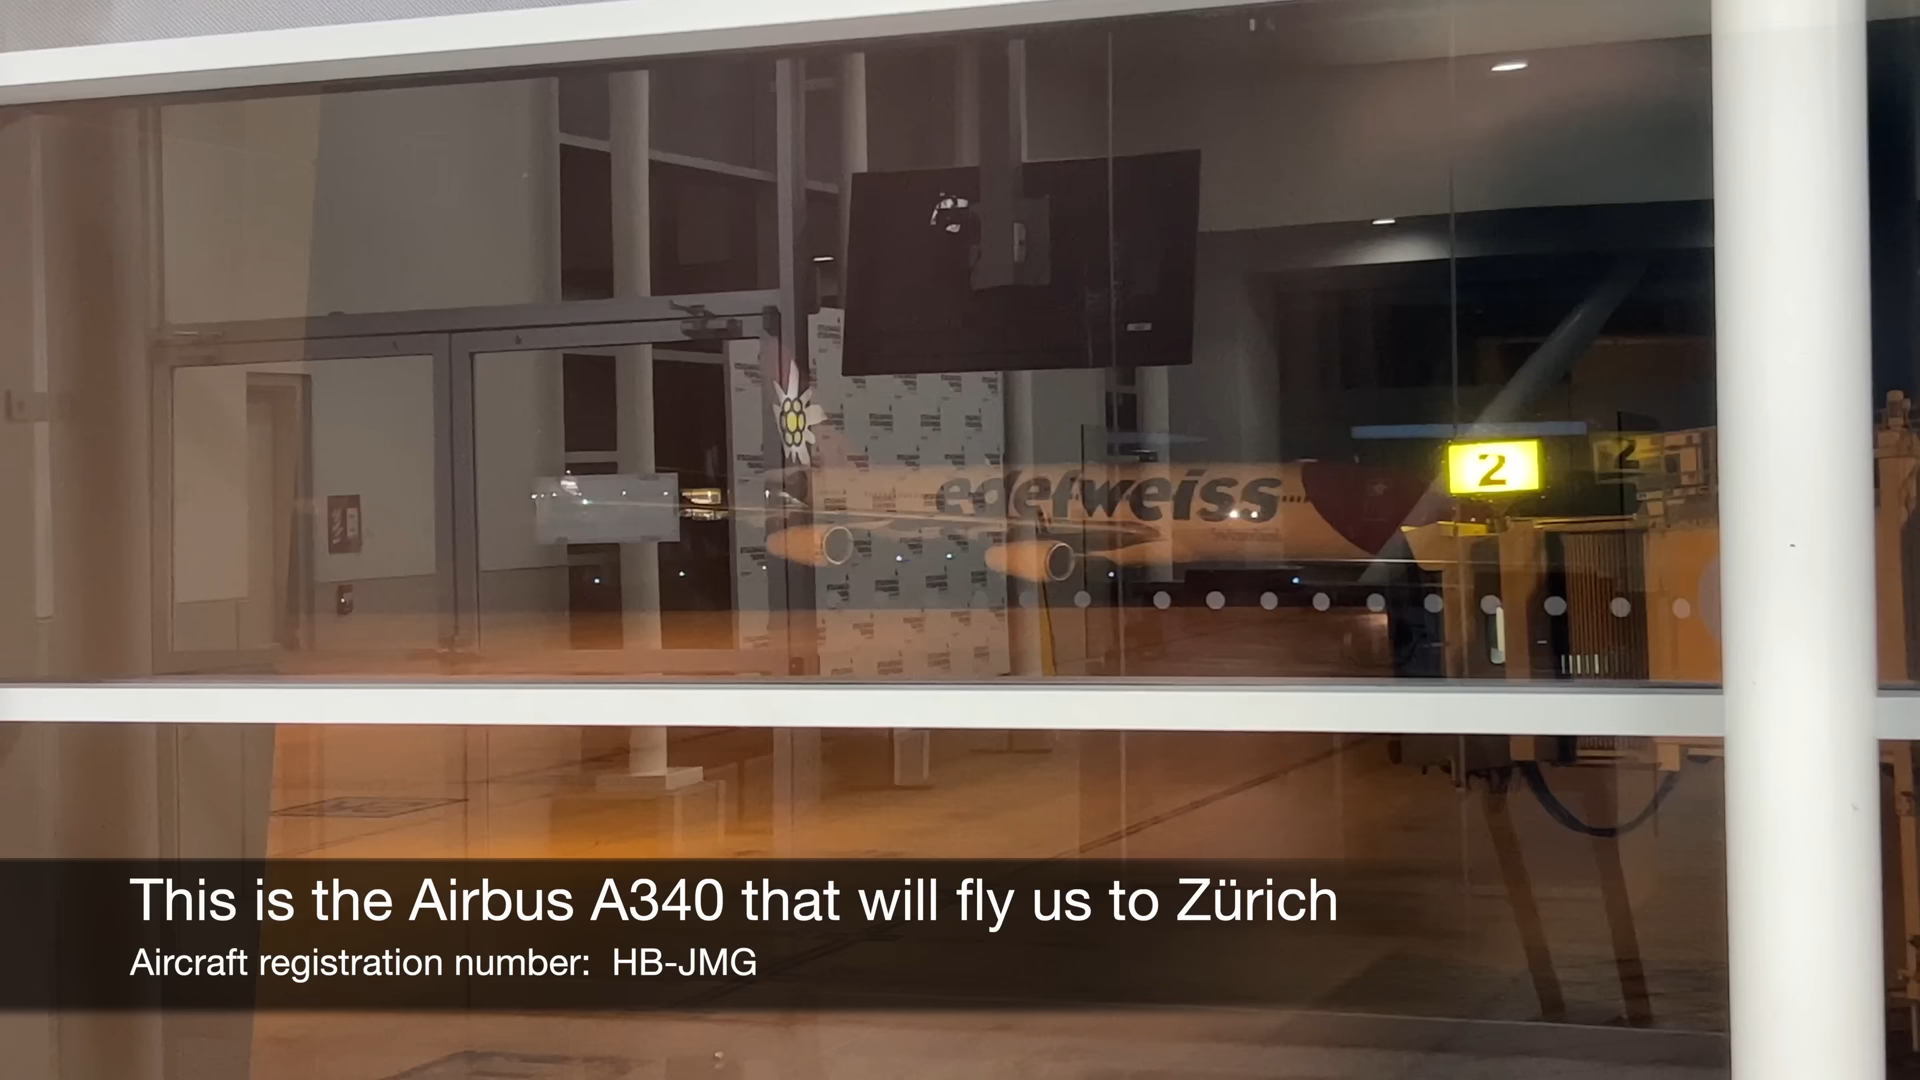 2
2
edelweiss
Switzerland
This is the Airbus A340 that will fly us to Zürich
Aircraft registration number: HB-JMG